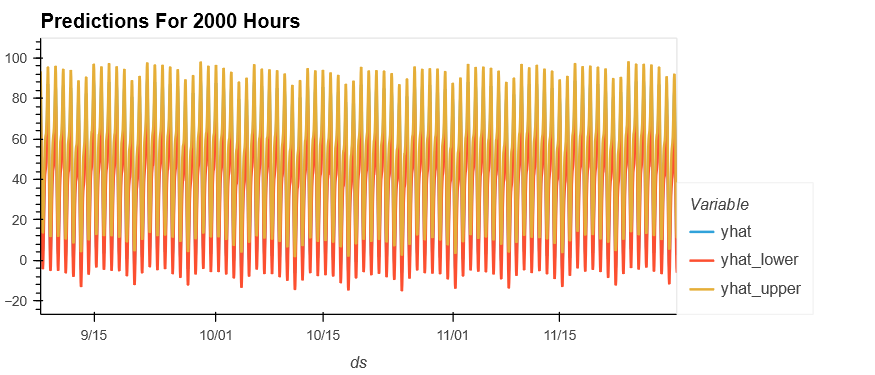 Predictions For 2000 Hours
100
80
60
40
20
0
−20
9/15
10/01
10/15
11/01
11/15
ds
Variable
yhat
yhat_lower
yhat_upper